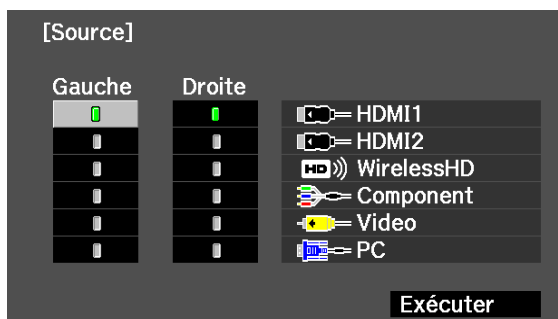 [Source]
Gauche Droite
HDMI1
HDMI2
HD WirelessHD
Component
Video
PC
Exécuter